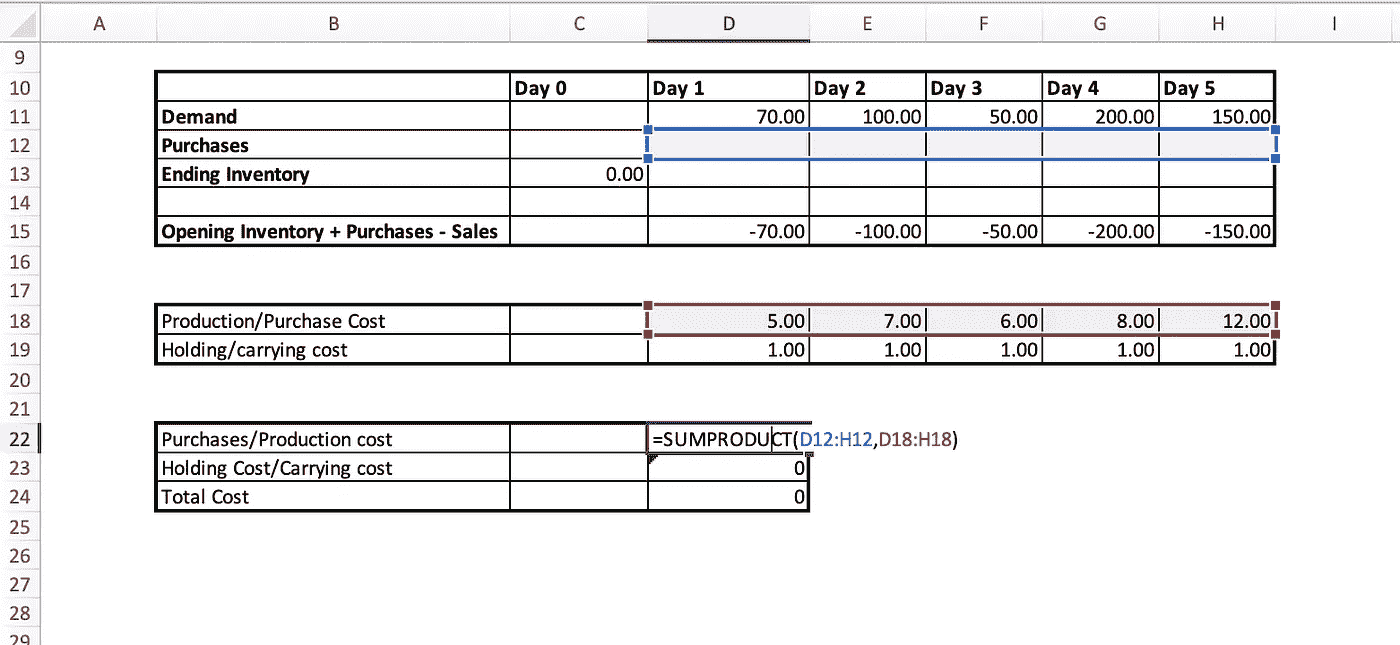 A B C D E F G H I
9
10 Day 0 Day 1 Day 2 Day 3 Day 4 Day 5
11 Demand 70.00 100.00 50.00 200.00 150.00
12 Purchases
13 Ending Inventory 0.00
14
15 Opening Inventory + Purchases - Sales -70.00 -100.00 -50.00 -200.00 -150.00
16
17
18 Production/Purchase Cost 5.00 7.00 6.00 8.00 12.00
19 Holding/carrying cost 1.00 1.00 1.00 1.00 1.00
20
21
22 Purchases/Production cost =SUMPRODUCT(D12:H12,D18:H18)
23 Holding Cost/Carrying cost 0
24 Total Cost 0
25
26
27
28
29